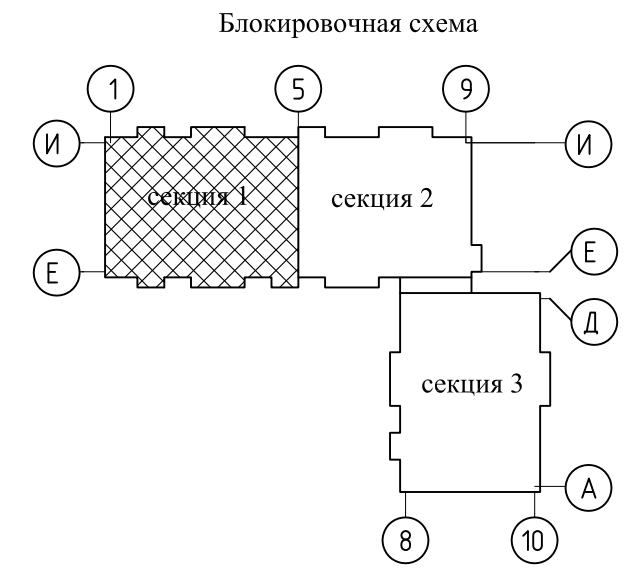 Блокировочная схема
1
5
9
И
И
секция 1
секция 2
Е
Е
Д
секция 3
А
8
10